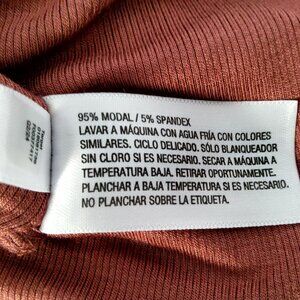 95% MODAL / 5% SPANDEX
LAVAR A MÁQUINA CON AGUA FRÍA CON COLORES
SIMILARES. CICLO DELICADO. SÓLO BLANQUEADOR
SIN CLORO SI ES NECESARIO. SECAR A MÁQUINA A
TEMPERATURA BAJA. RETIRAR OPORTUNAMENTE.
PLANCHAR A BAJA TEMPERATURA SI ES NECESARIO.
NO PLANCHAR SOBRE LA ETIQUETA.